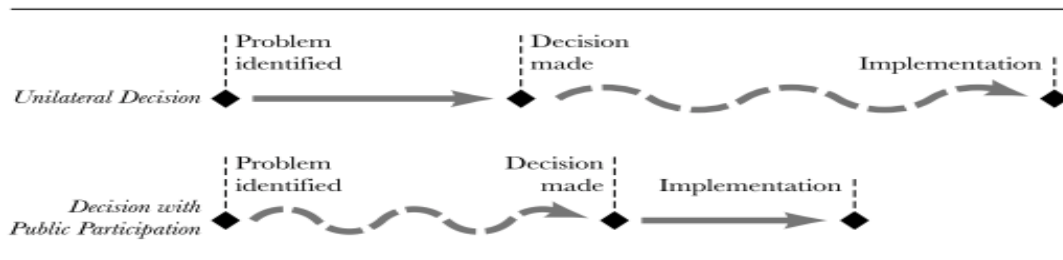 Problem
identified
Decision
made
Implementation
Unilateral Decision
Problem
identified
Decision
made
Implementation
Decision with
Public Participation